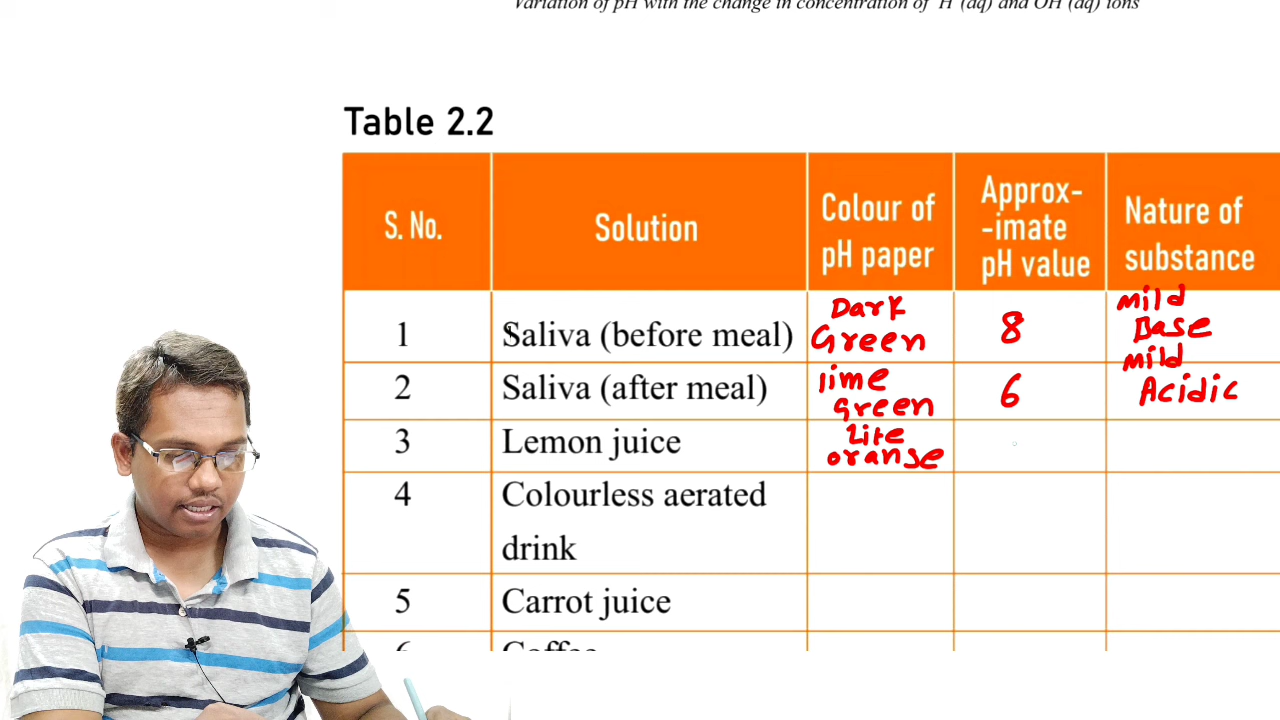 Variation of pH with the change in concentration of H (aq) and OH (aq) ions
Table 2.2
S. No.
Solution
Colour of
pH paper
Approx-
-imate
pH value
Nature of
substance
1
Saliva (before meal)
Dark
Green
8
mild
Base
2
Saliva (after meal)
lime
Green
6
mild
Acidic
3
Lemon juice
Lite
orange
4
Colourless aerated
drink
5
Carrot juice
6
Coffee